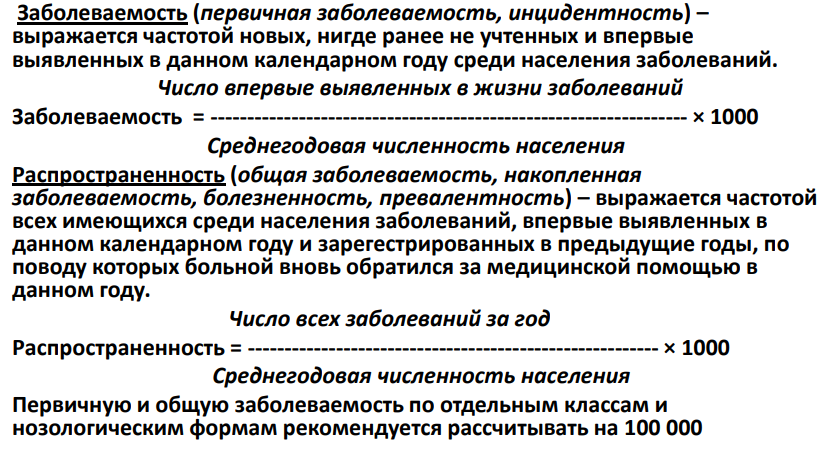 Заболеваемость (первичная заболеваемость, инцидентность) –
выражается частотой новых, нигде ранее не учтенных и впервые
выявленных в данном календарном году среди населения заболеваний.
Число впервые выявленных в жизни заболеваний
Заболеваемость = ----------------------------------------------------------------- × 1000
Среднегодовая численность населения
Распространенность (общая заболеваемость, накопленная
заболеваемость, болезненность, превалентность) – выражается частотой
всех имеющихся среди населения заболеваний, впервые выявленных в
данном календарном году и зарегестрированных в предыдущие годы, по
поводу которых больной вновь обратился за медицинской помощью в
данном году.
Число всех заболеваний за год
Распространенность = -------------------------------------------------------- × 1000
Среднегодовая численность населения
Первичную и общую заболеваемость по отдельным классам и
нозологическим формам рекомендуется рассчитывать на 100 000